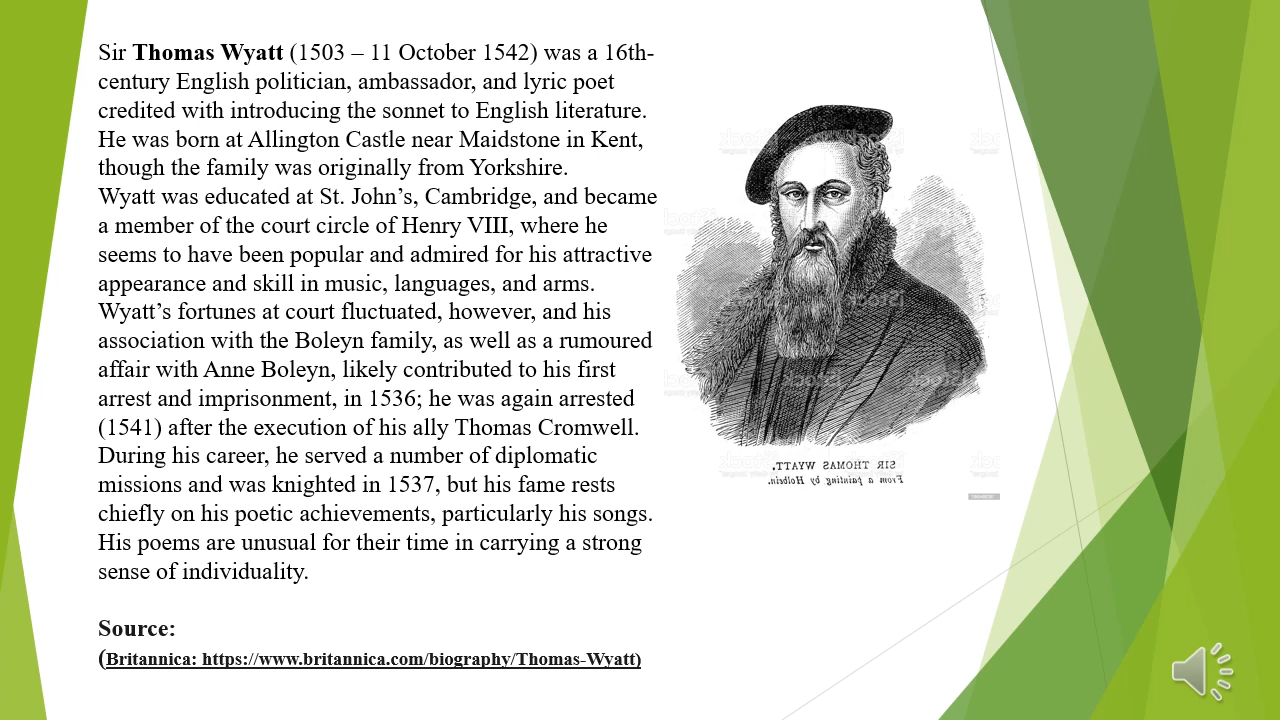 Sir Thomas Wyatt (1503 – 11 October 1542) was a 16th-
century English politician, ambassador, and lyric poet
credited with introducing the sonnet to English literature.
He was born at Allington Castle near Maidstone in Kent,
though the family was originally from Yorkshire.
Wyatt was educated at St. John’s, Cambridge, and became
a member of the court circle of Henry VIII, where he
seems to have been popular and admired for his attractive
appearance and skill in music, languages, and arms.
Wyatt’s fortunes at court fluctuated, however, and his
association with the Boleyn family, as well as a rumoured
affair with Anne Boleyn, likely contributed to his first
arrest and imprisonment, in 1536; he was again arrested
(1541) after the execution of his ally Thomas Cromwell.
During his career, he served a number of diplomatic
missions and was knighted in 1537, but his fame rests
chiefly on his poetic achievements, particularly his songs.
His poems are unusual for their time in carrying a strong
sense of individuality.
Source:
(Britannica: https://www.britannica.com/biography/Thomas-Wyatt)
SIR THOMAS WYATT.
From a painting by Holbein.